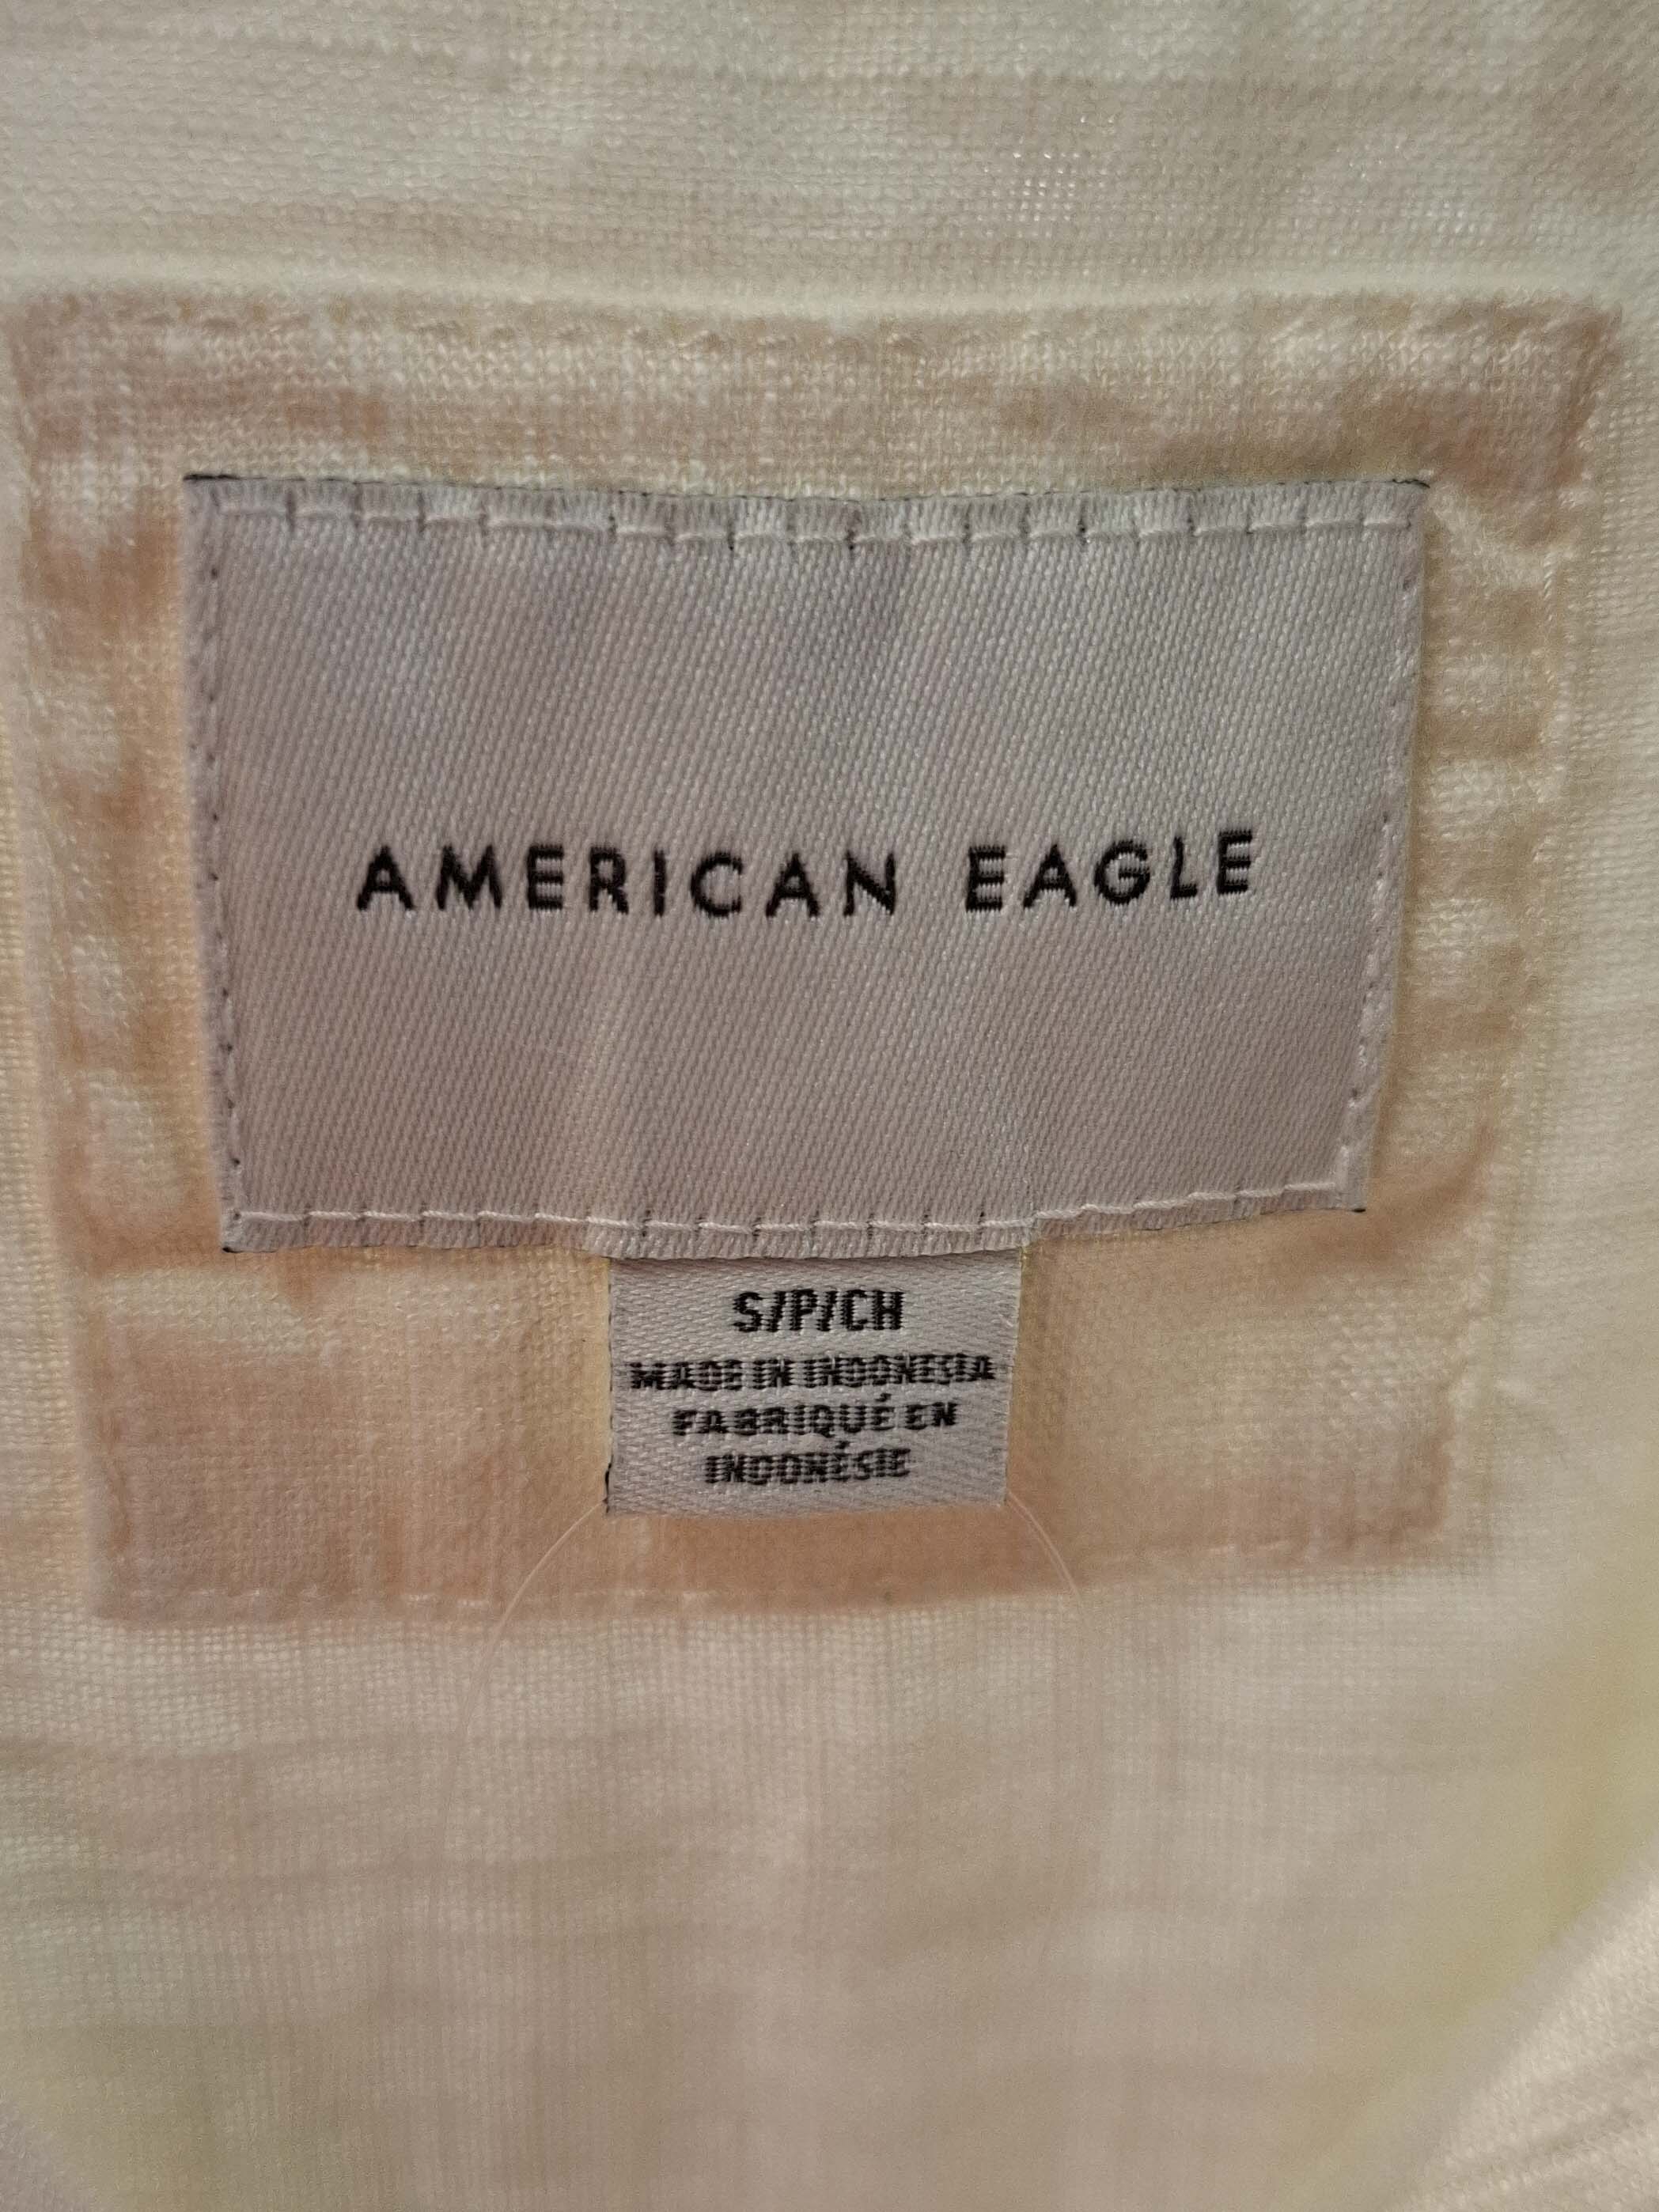 AMERICAN EAGLE
S/P/CH
MADE IN INDONESIA
FABRIQUÉ EN
INDONÉSIE